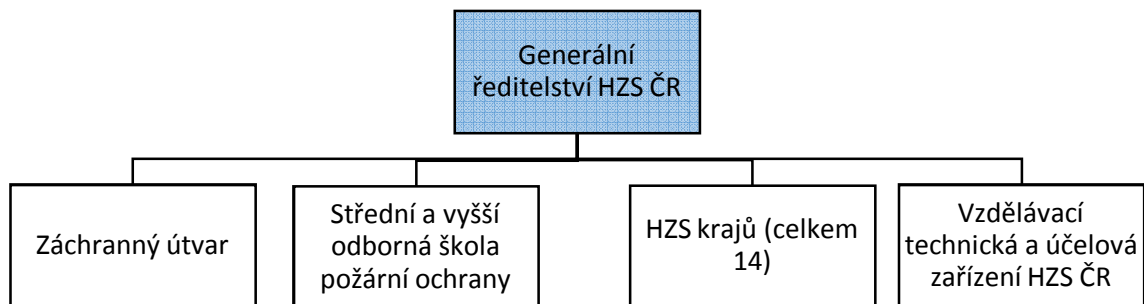 Generální
ředitelství HZS ČR
Záchranný útvar
Střední a vyšší
odborná škola
požární ochrany
HZS krajů (celkem
14)
Vzdělávací
technická a účelová
zařízení HZS ČR